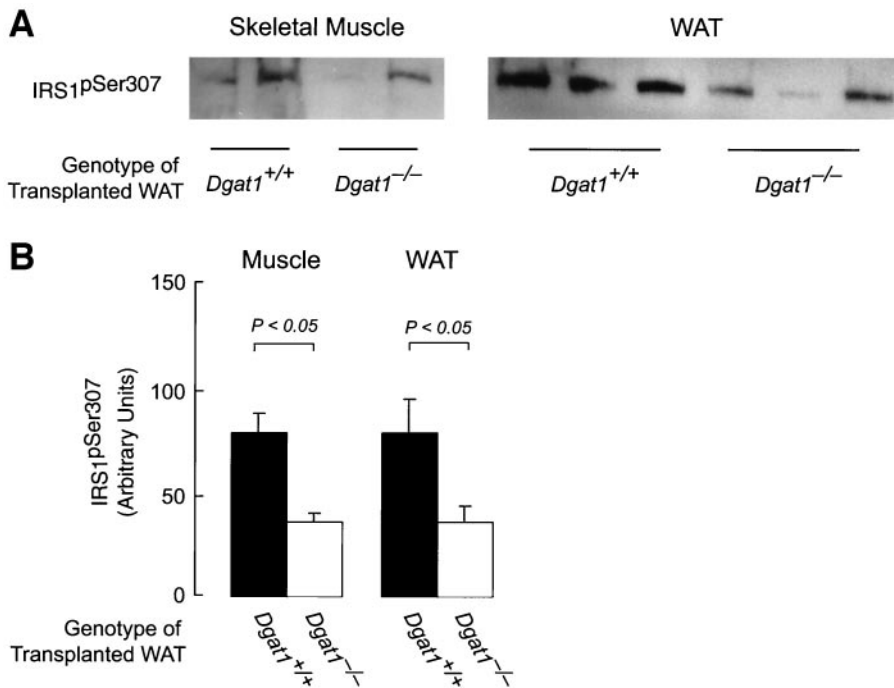 A
Skeletal Muscle WAT
IRS1pSer307
Genotype of
Transplanted WAT
Dgat1+/+ Dgat1–/– Dgat1+/+ Dgat1–/–
B
Muscle WAT
150
P < 0.05 P < 0.05
100
50
0
IRS1pSer307
(Arbitrary Units)
Genotype of
Transplanted WAT
Dgat1+/+ Dgat1–/– Dgat1+/+ Dgat1–/–